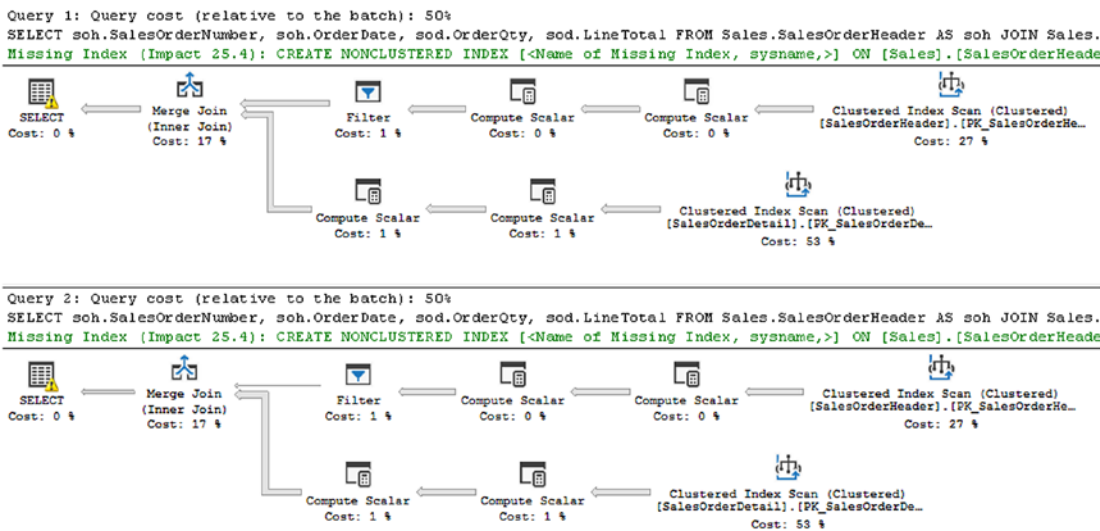 Query 1: Query cost (relative to the batch): 50%
SELECT soh.SalesOrderNumber, soh.OrderDate, sod.OrderQty, sod.LineTotal FROM Sales.SalesOrderHeader AS soh JOIN Sales.
Missing Index (Impact 25.4): CREATE NONCLUSTERED INDEX [<Name of Missing Index, sysname,>] ON [Sales].[SalesOrderHeade
SELECT
Cost: 0 %
Merge Join
(Inner Join)
Cost: 17 %
Filter
Cost: 1 %
Compute Scalar
Cost: 0 %
Compute Scalar
Cost: 0 %
Clustered Index Scan (Clustered)
[SalesOrderHeader].[PK_SalesOrderHe…
Cost: 27 %
Compute Scalar
Cost: 1 %
Compute Scalar
Cost: 1 %
Clustered Index Scan (Clustered)
[SalesOrderDetail].[PK_SalesOrderDe…
Cost: 53 %
Query 2: Query cost (relative to the batch): 50%
SELECT soh.SalesOrderNumber, soh.OrderDate, sod.OrderQty, sod.LineTotal FROM Sales.SalesOrderHeader AS soh JOIN Sales.
Missing Index (Impact 25.4): CREATE NONCLUSTERED INDEX [<Name of Missing Index, sysname,>] ON [Sales].[SalesOrderHeade
SELECT
Cost: 0 %
Merge Join
(Inner Join)
Cost: 17 %
Filter
Cost: 1 %
Compute Scalar
Cost: 0 %
Compute Scalar
Cost: 0 %
Clustered Index Scan (Clustered)
[SalesOrderHeader].[PK_SalesOrderHe…
Cost: 27 %
Compute Scalar
Cost: 1 %
Compute Scalar
Cost: 1 %
Clustered Index Scan (Clustered)
[SalesOrderDetail].[PK_SalesOrderDe…
Cost: 53 %